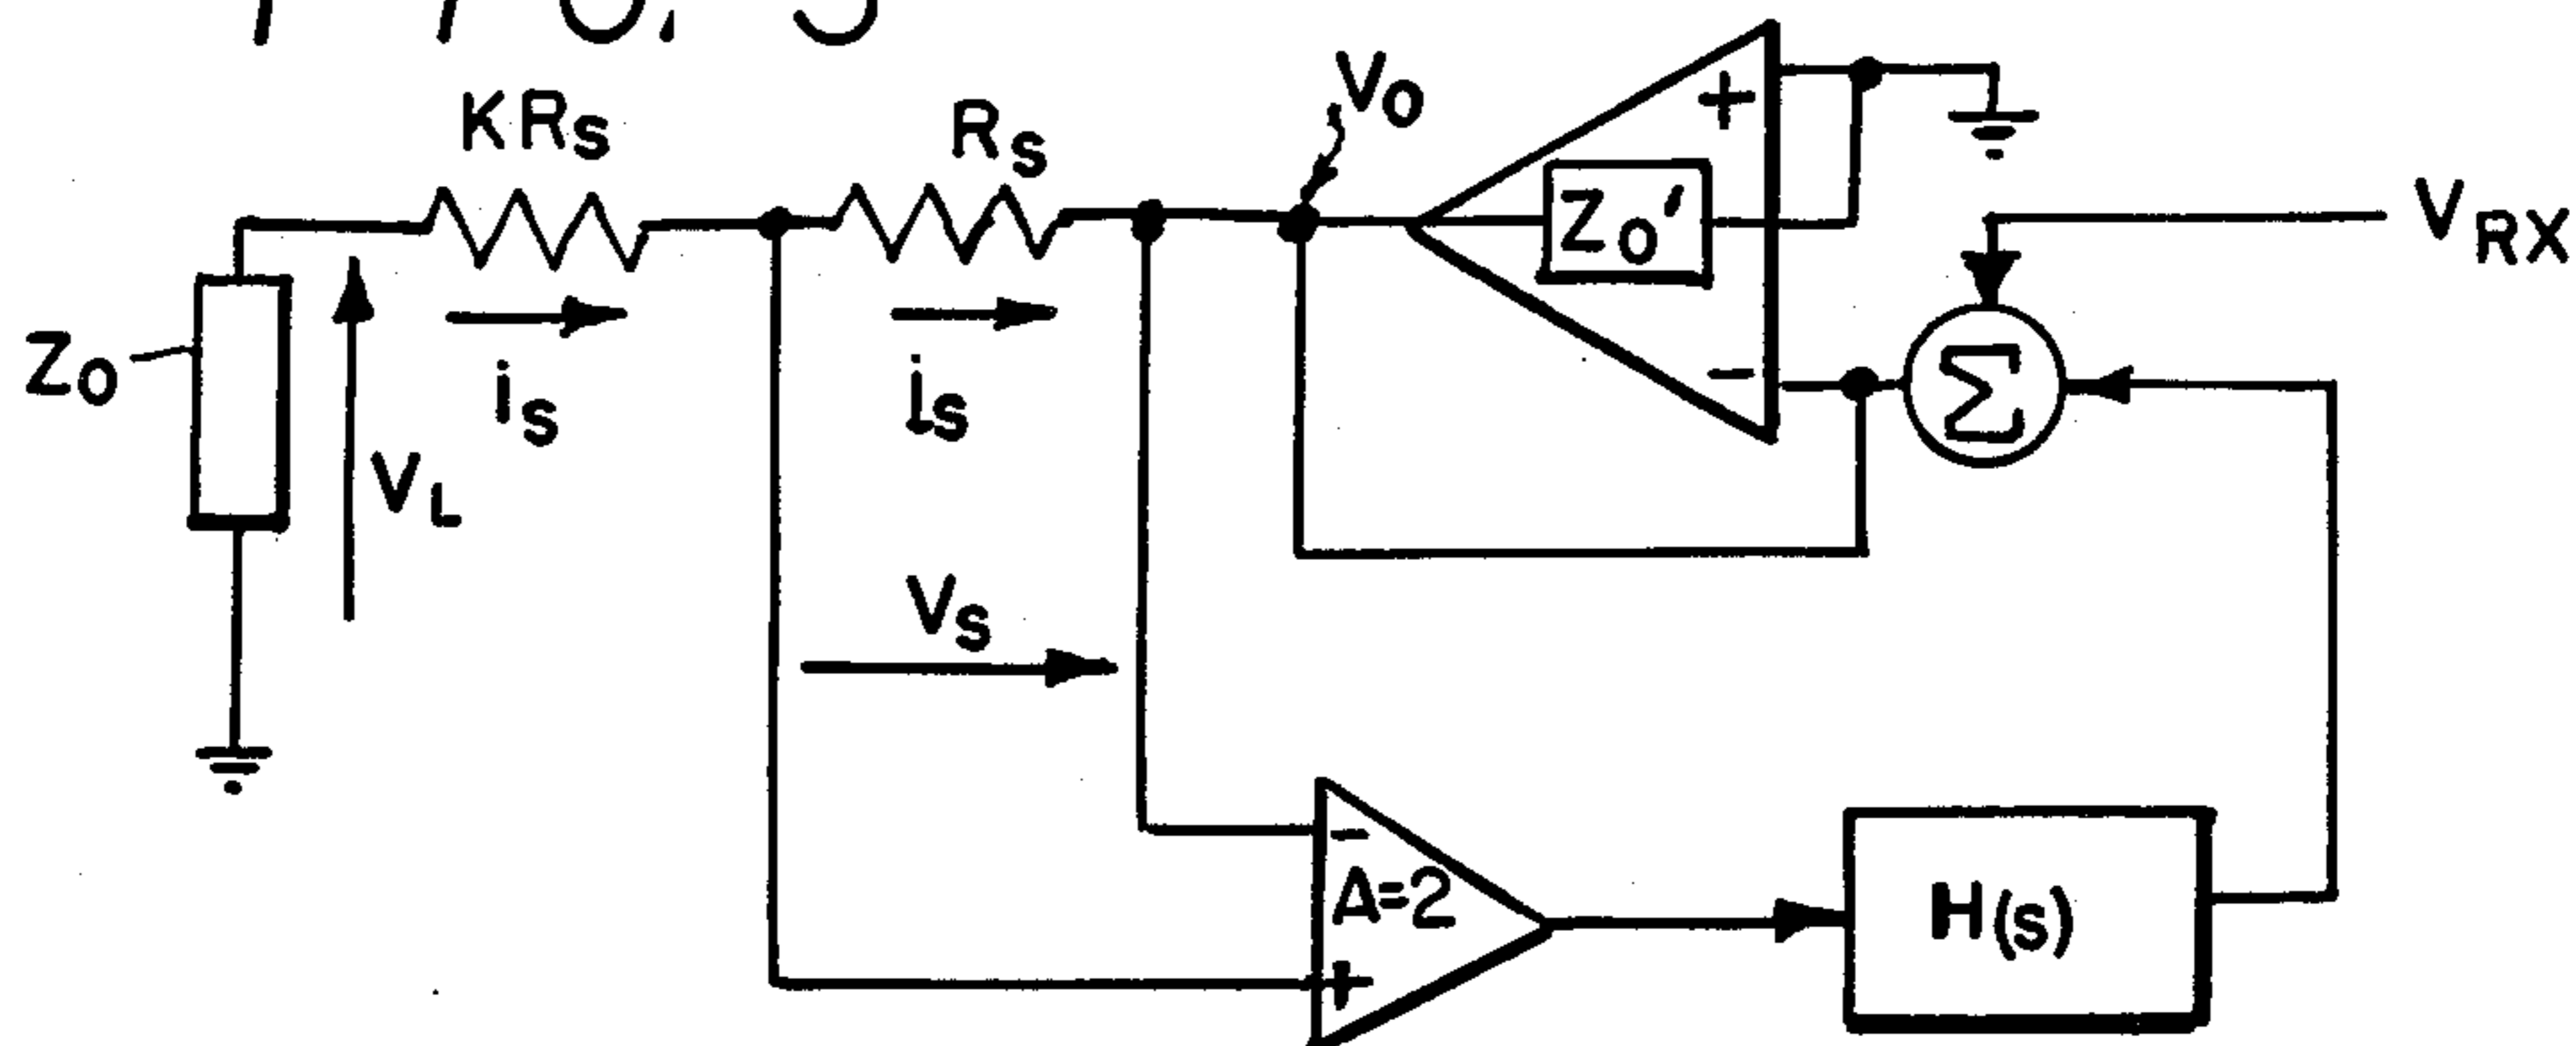 KRs
Rs
Vo
+
Zo'
VRX
Zo
is
is
-
Σ
VL
Vs
-
A=2
+
H(s)